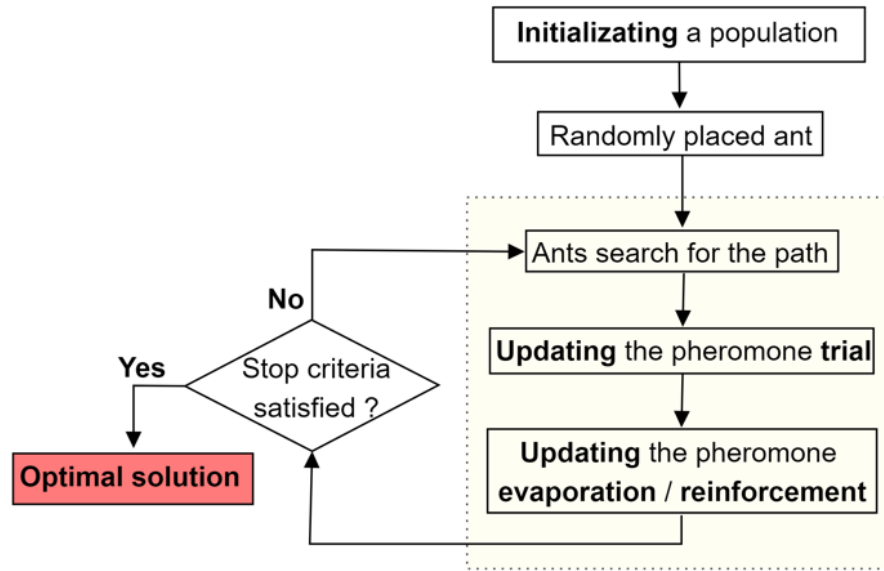 Initializating a population
Randomly placed ant
Ants search for the path
Updating the pheromone trial
Updating the pheromone
evaporation / reinforcement
No
Yes
Stop criteria
satisfied ?
Optimal solution